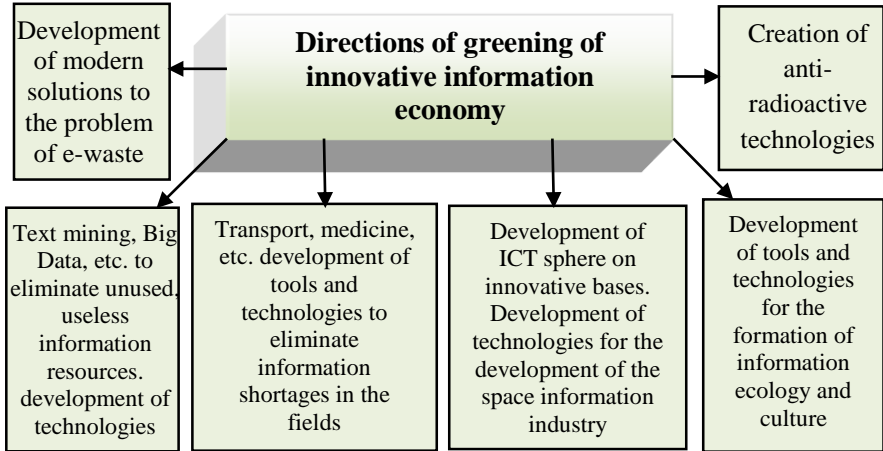 Development
of modern
solutions to
the problem
of e-waste
Directions of greening of
innovative information
economy
Creation of
anti-
radioactive
technologies
Text mining, Big
Data, etc. to
eliminate unused,
useless
information
resources.
development of
technologies
Transport, medicine,
etc. development of
tools and
technologies to
eliminate
information
shortages in the
fields
Development of
ICT sphere on
innovative bases.
Development of
technologies for the
development of the
space information
industry
Development
of tools and
technologies
for the
formation of
information
ecology and
culture